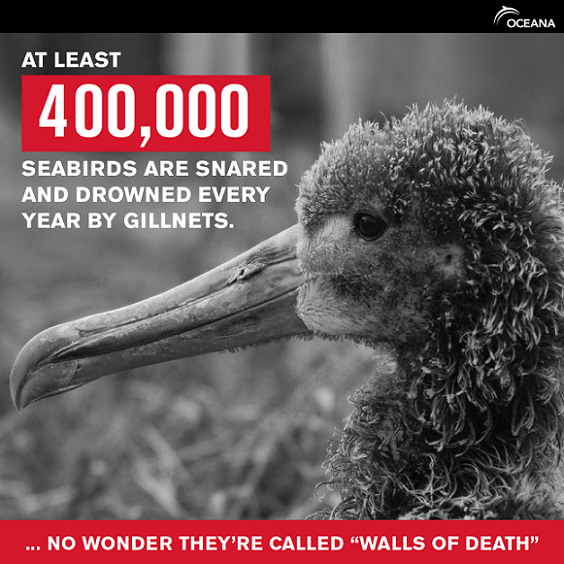 OCEANA
AT LEAST
400,000
SEABIRDS ARE SNARED
AND DROWNED EVERY
YEAR BY GILLNETS.
... NO WONDER THEY'RE CALLED “WALLS OF DEATH”